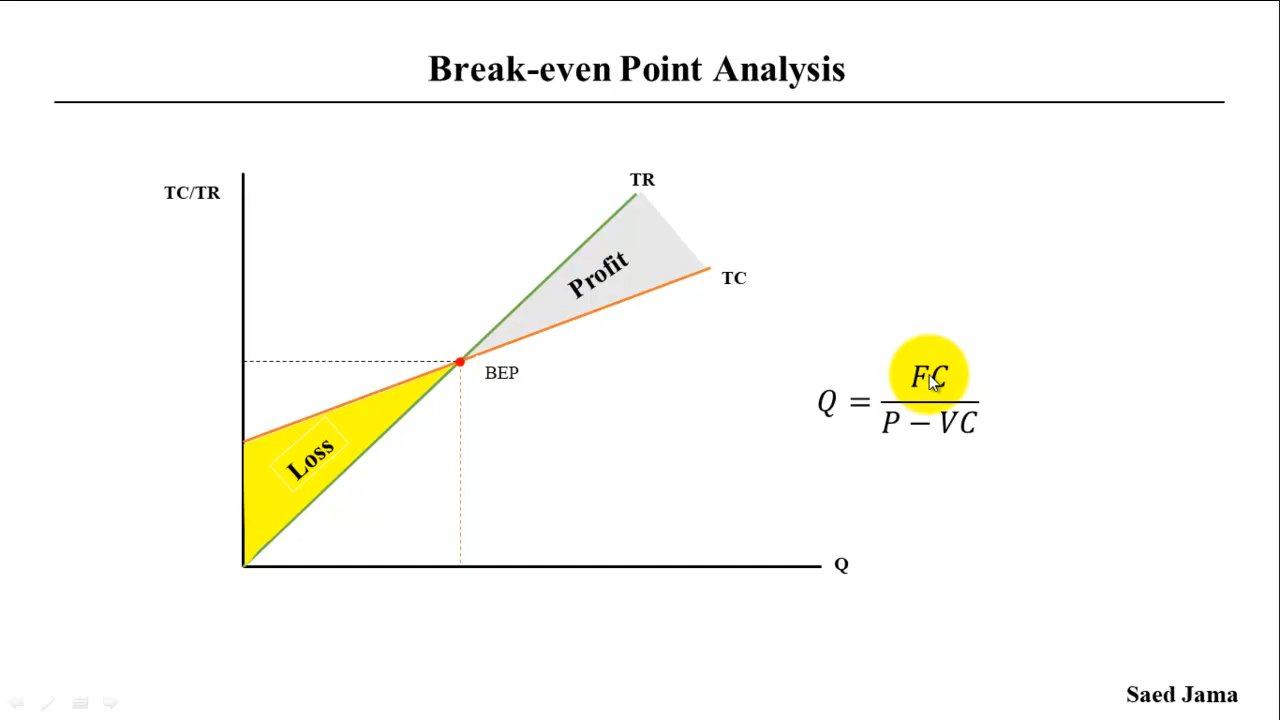 Break-even Point Analysis
TC/TR
TR
Profit
TC
BEP
Loss
Q = FC / P − VC
Q
Saed Jama